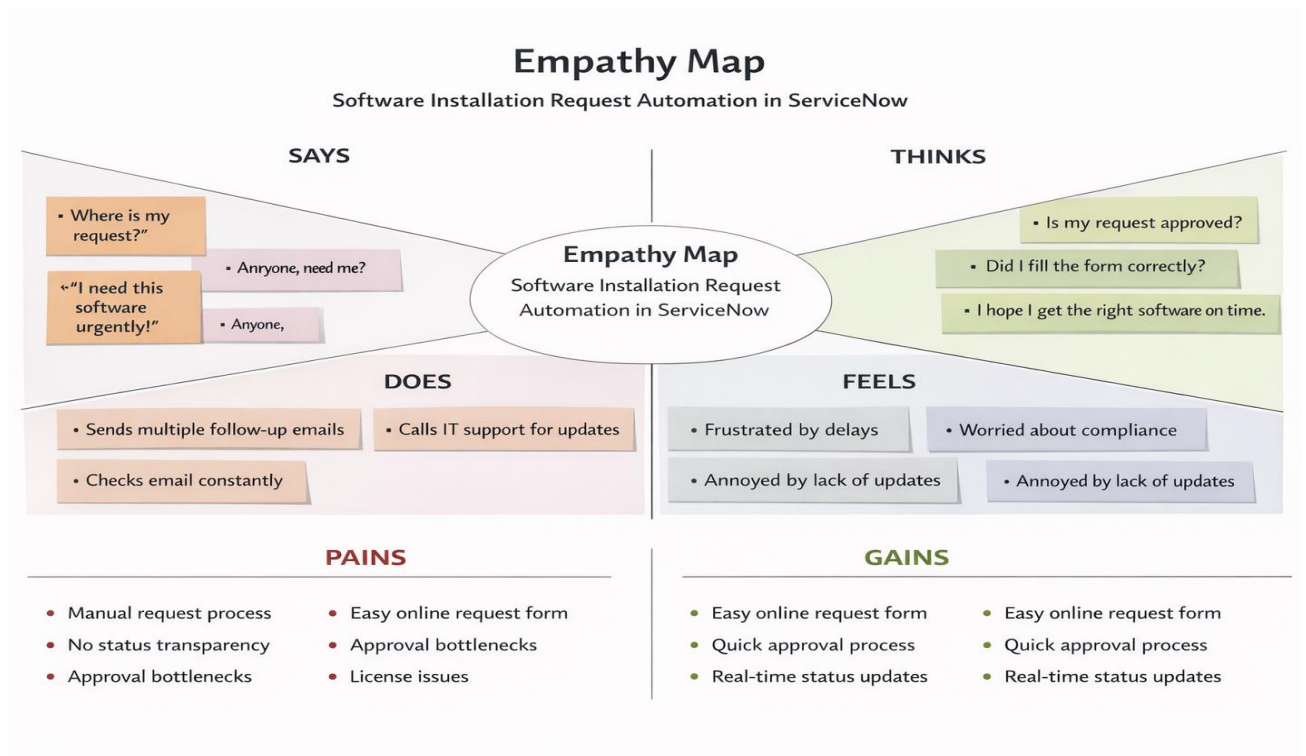 Empathy Map
Software Installation Request Automation in ServiceNow
SAYS
▪ Where is my
request?”
• Anryone, need me?
“I need this
software
urgently!”
▪ Anyone,
THINKS
▪ Is my request approved?
▪ Did I fill the form correctly?
▪ I hope I get the right software on time.
Empathy Map
Software Installation Request
Automation in ServiceNow
DOES
• Sends multiple follow-up emails
• Calls IT support for updates
• Checks email constantly
FEELS
• Frustrated by delays
• Worried about compliance
• Annoyed by lack of updates
• Annoyed by lack of updates
PAINS
• Manual request process
• No status transparency
• Approval bottlenecks
• Easy online request form
• Approval bottlenecks
• License issues
GAINS
• Easy online request form
• Quick approval process
• Real-time status updates
• Easy online request form
• Quick approval process
• Real-time status updates